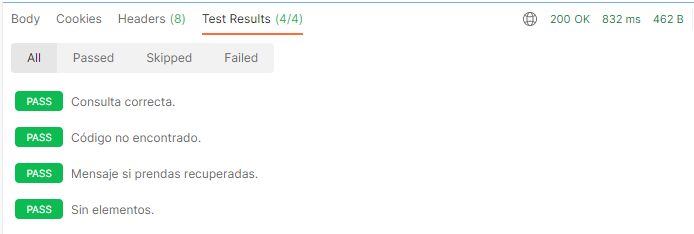 Body Cookies Headers (8) Test Results (4/4) 200 OK 832 ms 462 B
All Passed Skipped Failed
PASS Consulta correcta.
PASS Código no encontrado.
PASS Mensaje si prendas recuperadas.
PASS Sin elementos.